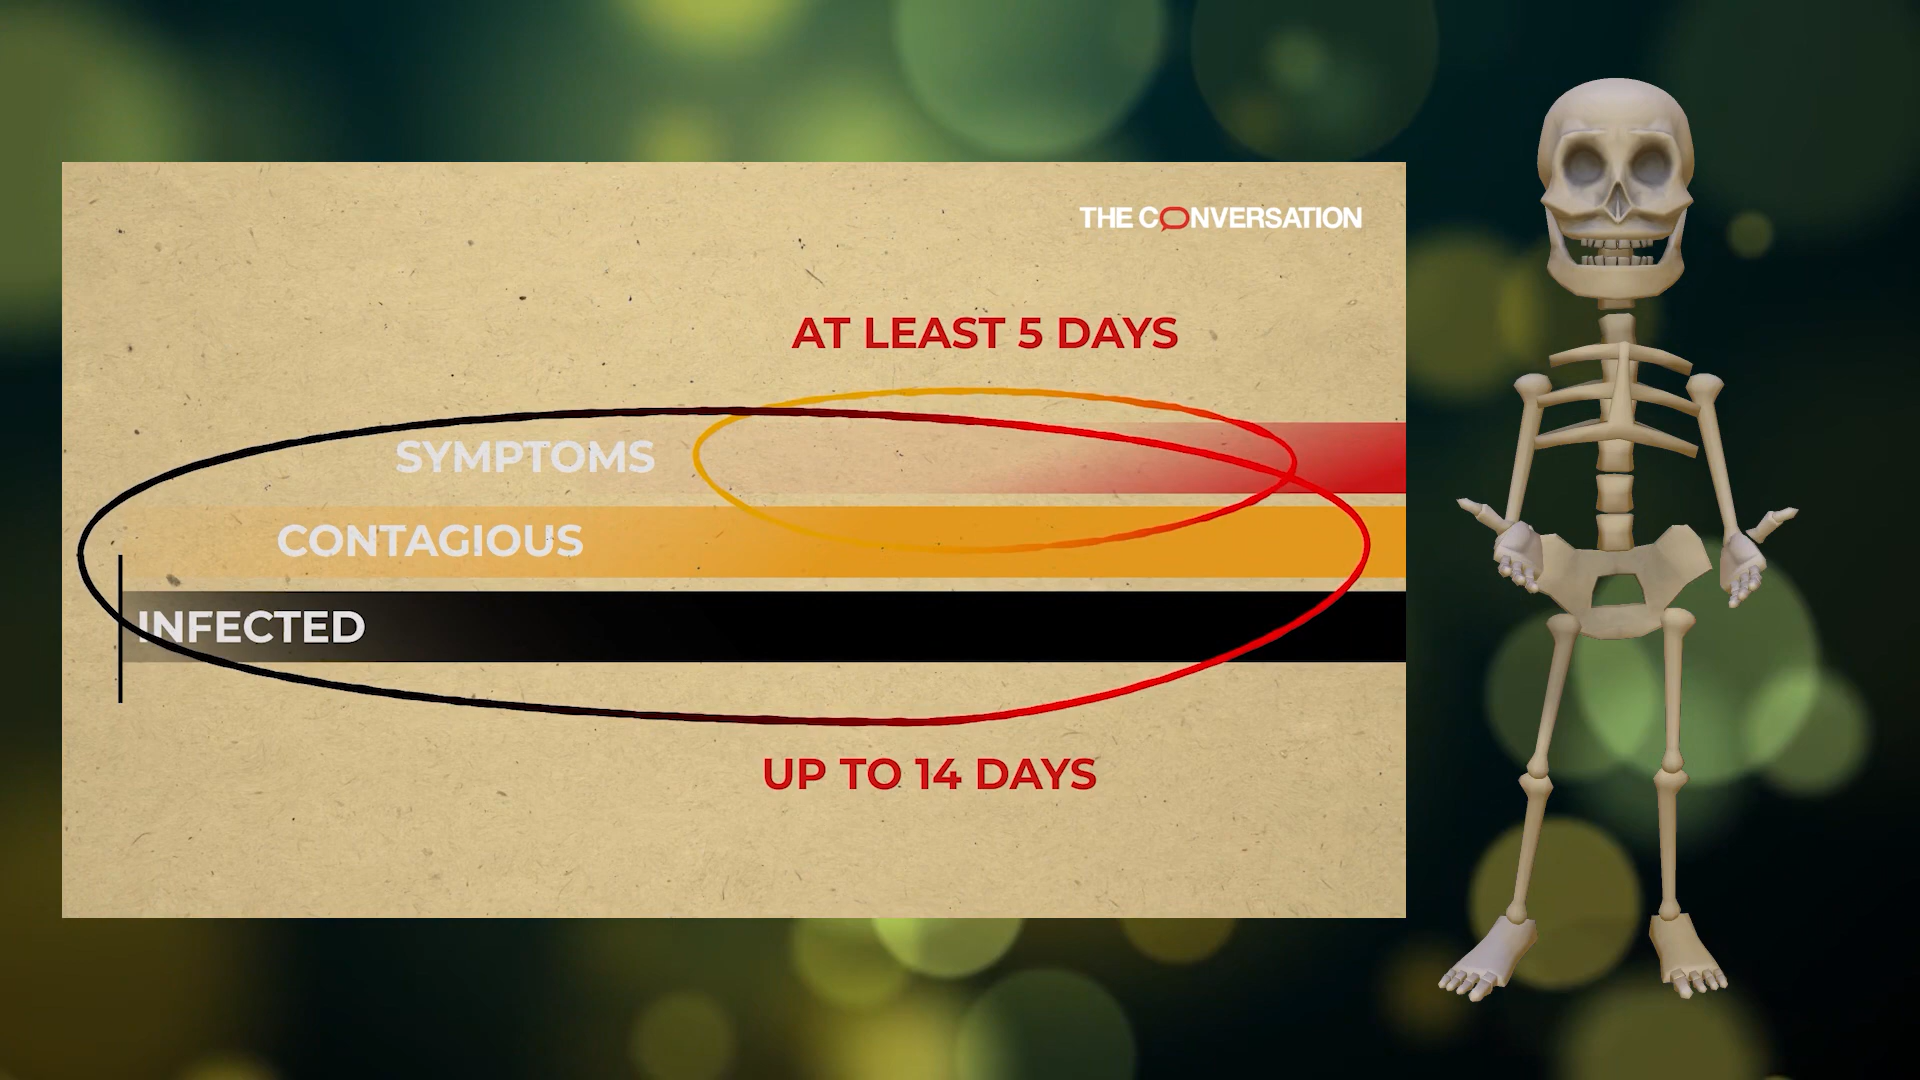 THE CONVERSATION
AT LEAST 5 DAYS
SYMPTOMS
CONTAGIOUS
INFECTED
UP TO 14 DAYS